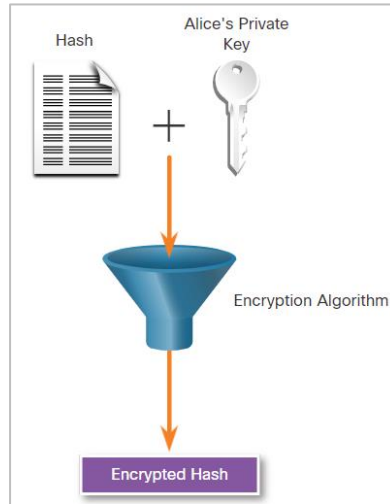 Hash
Alice's Private
Key
Encryption Algorithm
Encrypted Hash